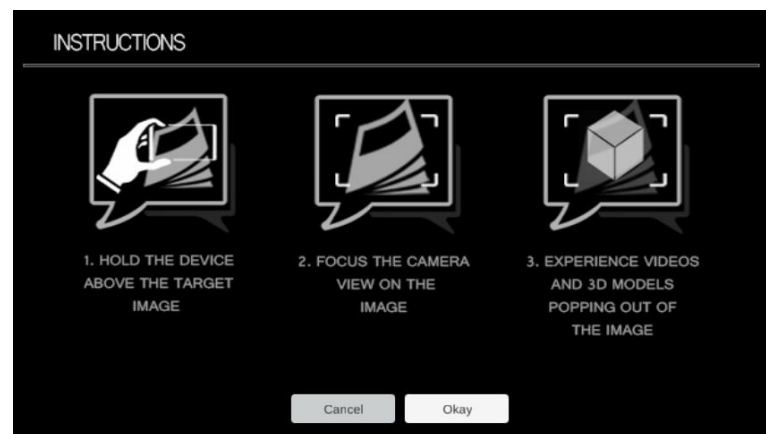 INSTRUCTIONS
1. HOLD THE DEVICE
ABOVE THE TARGET
IMAGE
2. FOCUS THE CAMERA
VIEW ON THE
IMAGE
3. EXPERIENCE VIDEOS
AND 3D MODELS
POPPING OUT OF
THE IMAGE
Cancel
Okay